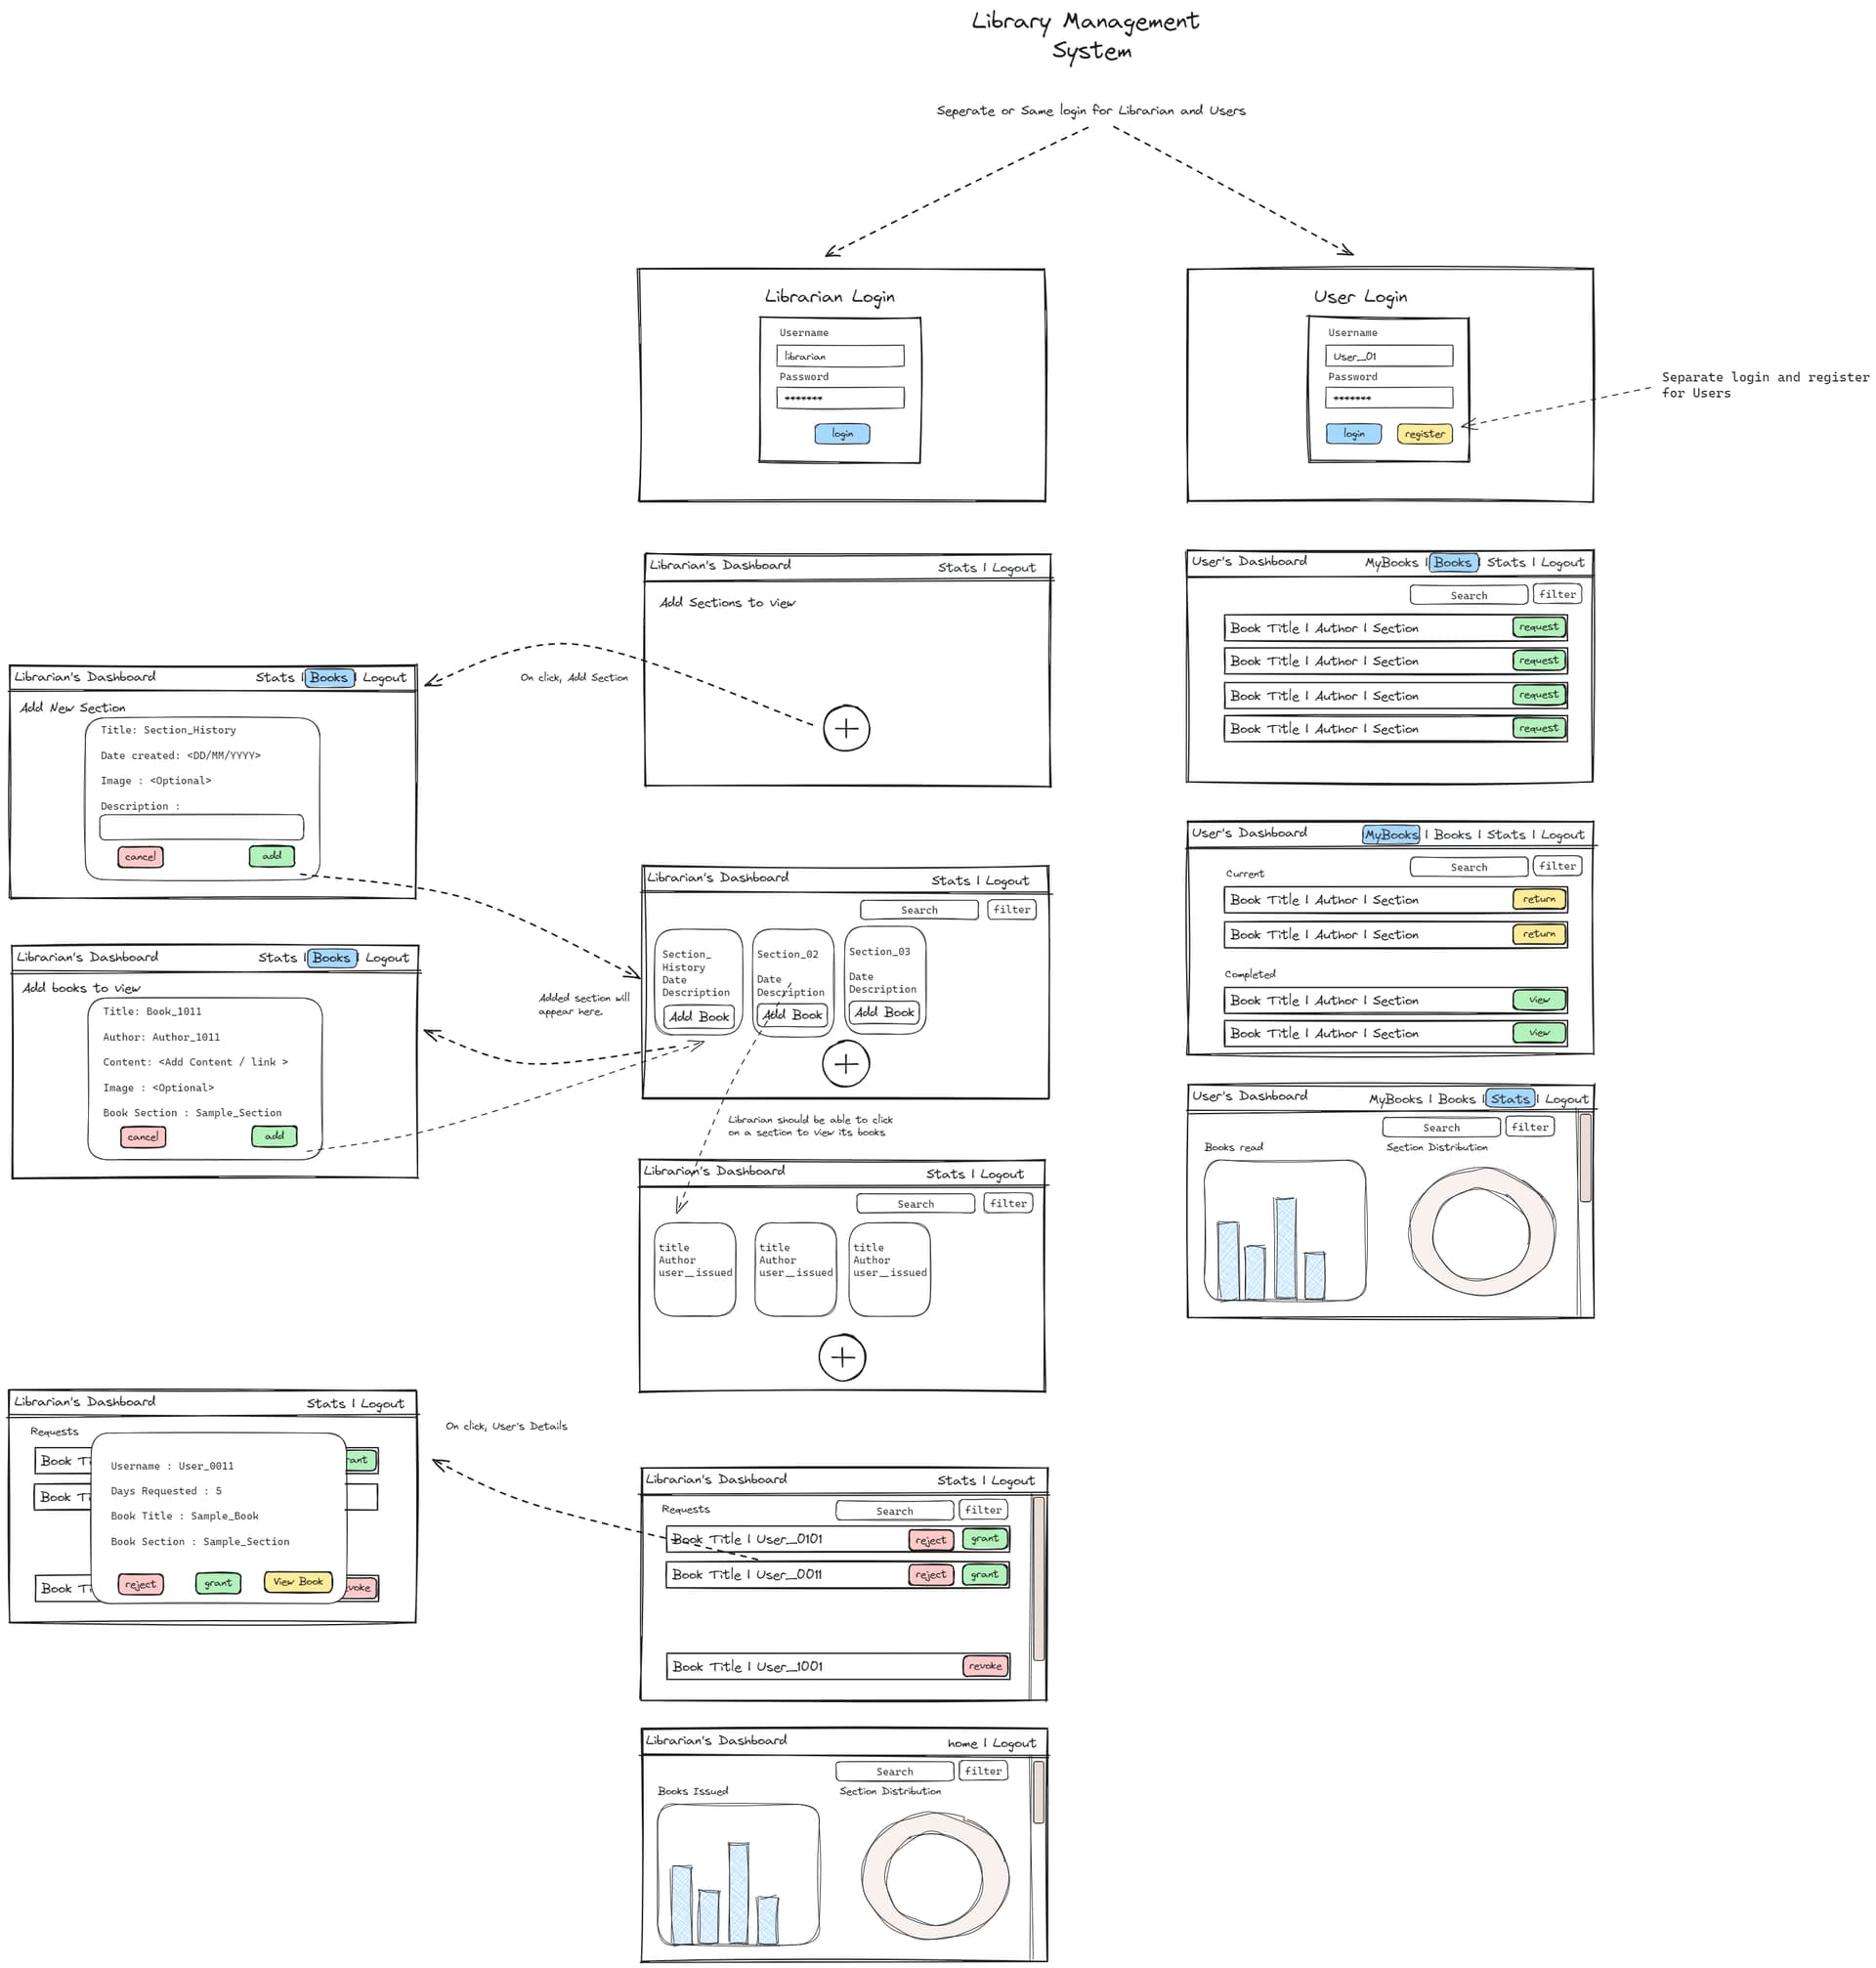 Library Management
System
Seperate or Same login for Librarian and Users
Librarian Login
Username
librarian
Password
*******
login
User Login
Username
User_01
Password
*******
login
register
Separate login and register
for Users
Librarian's Dashboard
Stats | Logout
Add Sections to view
On click, Add Section
User's Dashboard
MyBooks | Books | Stats | Logout
Search
filter
Book Title | Author | Section
request
Book Title | Author | Section
request
Book Title | Author | Section
request
Book Title | Author | Section
request
Librarian's Dashboard
Stats | Books | Logout
Add New Section
Title: Section_History
Date created: <DD/MM/YYYY>
Image : <Optional>
Description :
cancel
add
User's Dashboard
MyBooks | Books | Stats | Logout
Search
filter
Current
Book Title | Author | Section
return
Book Title | Author | Section
return
Completed
Book Title | Author | Section
view
Book Title | Author | Section
view
Librarian's Dashboard
Stats | Logout
Search
filter
Section_
History
Date
Description
Add Book
Section_02
Date
Description
Add Book
Section_03
Date
Description
Add Book
Added section will
appear here.
Librarian's Dashboard
Stats | Books | Logout
Add books to view
Title: Book_1011
Author: Author_1011
Content: <Add Content / link >
Image : <Optional>
Book Section : Sample_Section
cancel
add
Librarian should be able to click
on a section to view its books
User's Dashboard
MyBooks | Books | Stats | Logout
Search
filter
Books read
Section Distribution
Librarian's Dashboard
Stats | Logout
Search
filter
title
Author
user_issued
title
Author
user_issued
title
Author
user_issued
Librarian's Dashboard
Stats | Logout
Requests
Book Ti
rant
Book Ti
Book Ti
voke
Username : User_0011
Days Requested : 5
Book Title : Sample_Book
Book Section : Sample_Section
reject
grant
View Book
On click, User's Details
Librarian's Dashboard
Stats | Logout
Requests
Search
filter
Book Title | User_0101
reject
grant
Book Title | User_0011
reject
grant
Book Title | User_1001
revoke
Librarian's Dashboard
home | Logout
Search
filter
Books Issued
Section Distribution